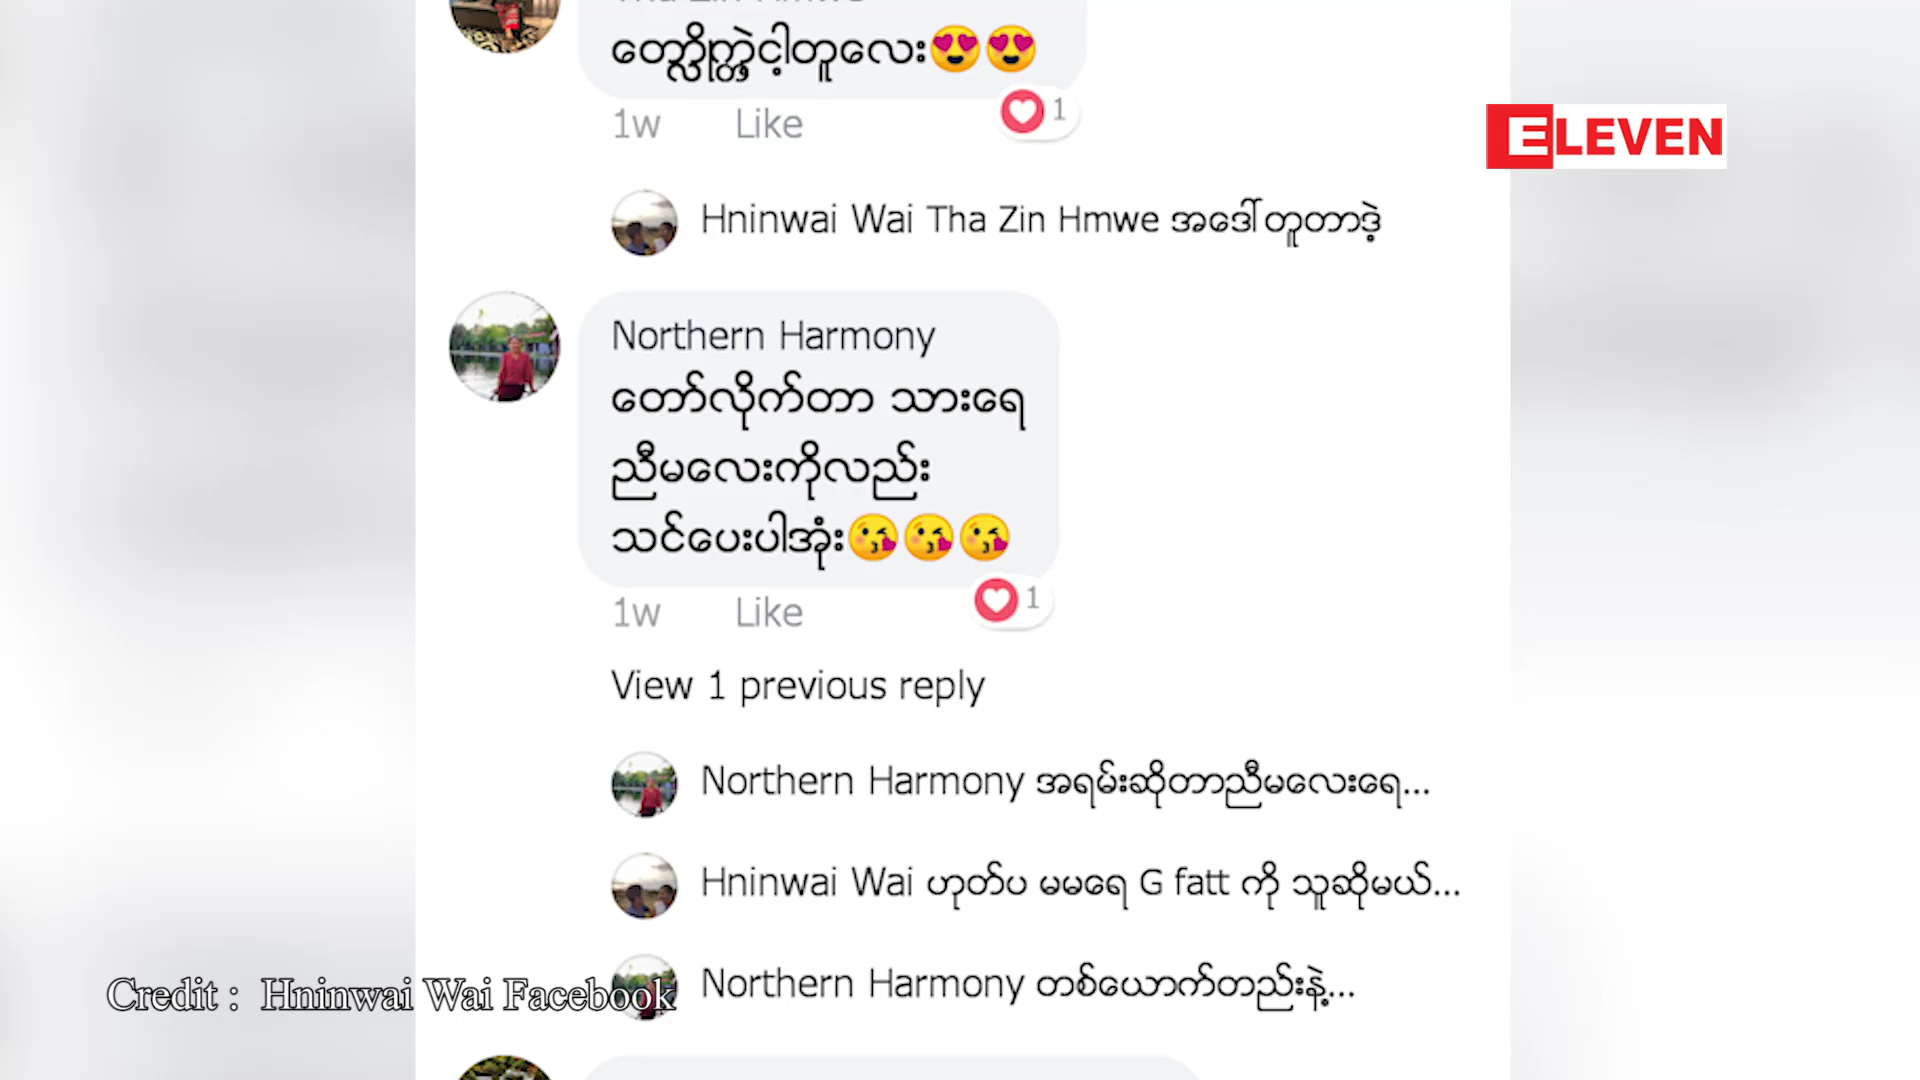 Tha Zin Hmwe
တော္လိုက္တဲ့ငါ့တူလေး😍😍
1w Like 1
ELEVEN
Hninwai Wai Tha Zin Hmwe အဒေါ်တူတာဒဲ့
Northern Harmony
တော်လိုက်တာ သားရေ
ညီမလေးကိုလည်း
သင်ပေးပါအုံး😘😘😘
1w Like 1
View 1 previous reply
Northern Harmony အရမ်းဆိုတာညီမလေးရေ...
Hninwai Wai ဟုတ်ပ မမရေ G fatt ကို သူဆိုမယ်...
Northern Harmony တစ်ယောက်တည်းနဲ့...
Credit : Hninwai Wai Facebook